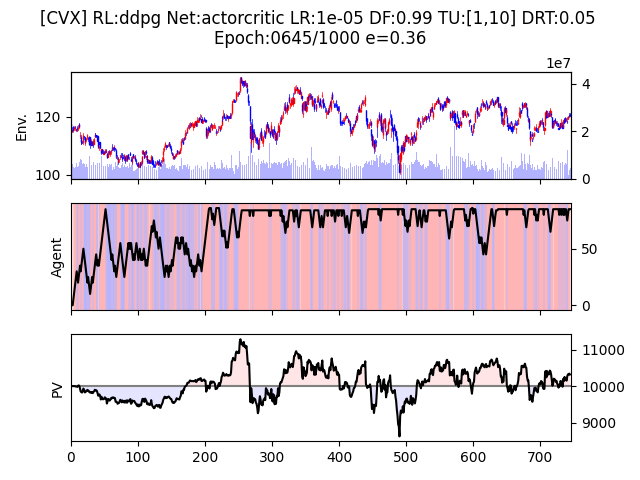 [CVX] RL:ddpg Net:actorcritic LR:1e-05 DF:0.99 TU:[1,10] DRT:0.05
Epoch:0645/1000 e=0.36
1e7
Env.
120
100
4
2
0
Agent
50
0
PV
11000
10000
9000
0 100 200 300 400 500 600 700